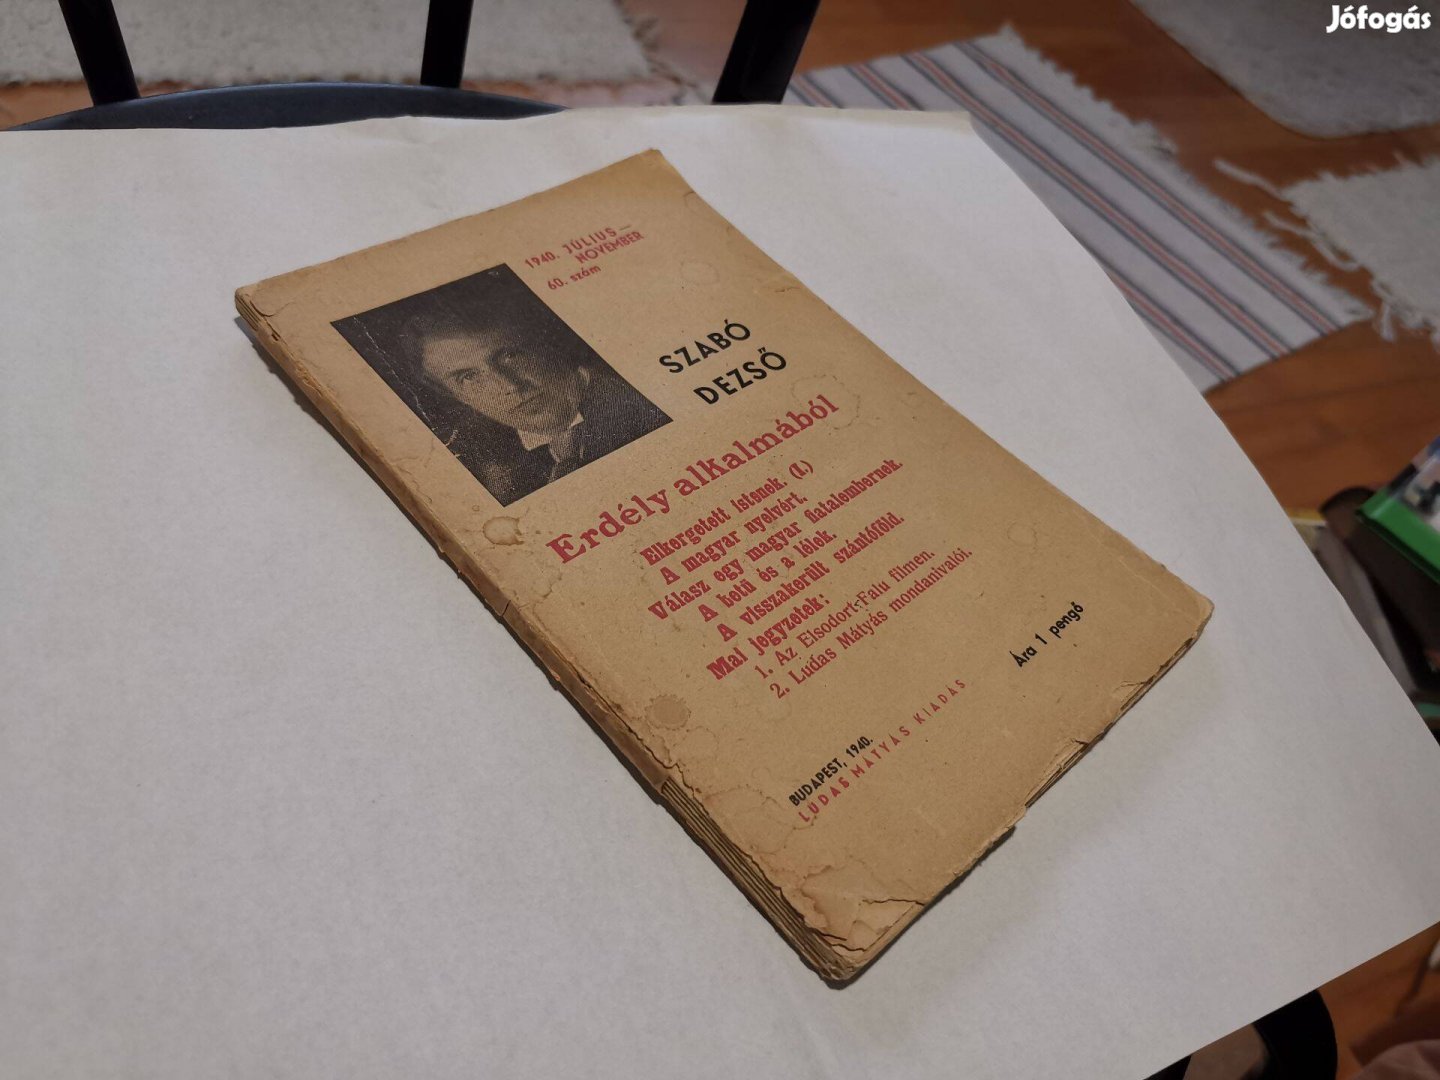 Jófogás
1940. JÚLIUS—
NOVEMBER
60. szám
SZABÓ
DEZSŐ
Erdély alkalmából
Elkergetett istenek. (I.)
A magyar nyelvért.
Válasz egy magyar fiatalembernek.
A betü és a lélek.
A visszakerült szántóföld.
Mai jegyzetek:
1. Az Elsodort Falu filmen.
2. Ludas Mátyás mondanivalói.
Ára 1 pengő
BUDAPEST, 1940.
LUDAS MÁTYÁS KIADÁS